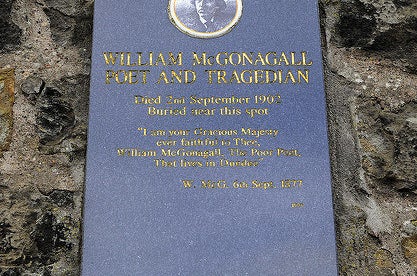 WILLIAM McGONAGALL
POET AND TRAGEDIAN
Died 2nd September 1902
Buried near this spot
"I am your Gracious Majesty
ever faithful to Thee,
William McGonagall, The Poor Poet,
That lives in Dundee"
W. McG. 6th Sept. 1877